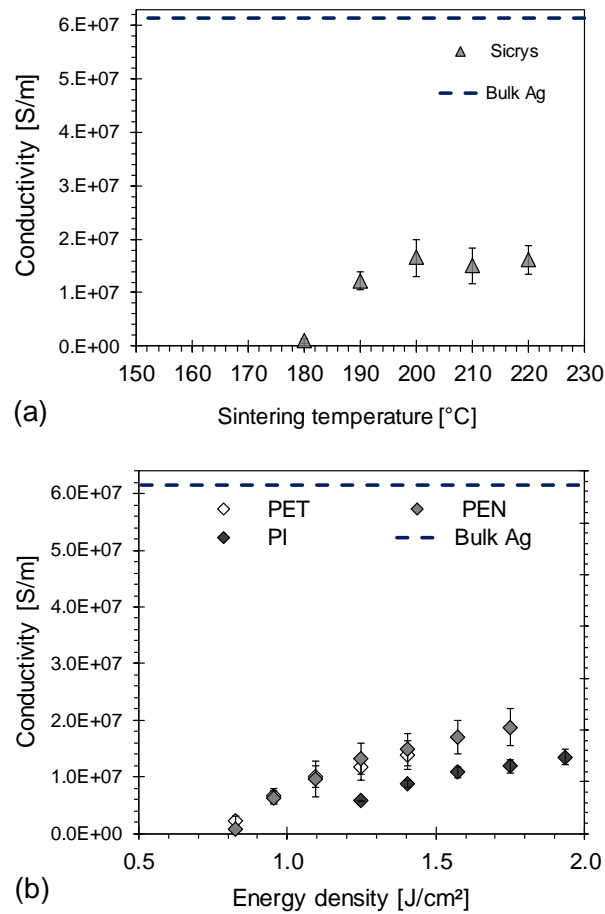 6.E+07
5.E+07
4.E+07
3.E+07
2.E+07
1.E+07
0.E+00
Conductivity [S/m]
Sicrys
Bulk Ag
150 160 170 180 190 200 210 220 230
(a)
Sintering temperature [°C]
6.0E+07
5.0E+07
4.0E+07
3.0E+07
2.0E+07
1.0E+07
0.0E+00
Conductivity [S/m]
PET PEN
PI Bulk Ag
0.5 1.0 1.5 2.0
(b)
Energy density [J/cm²]